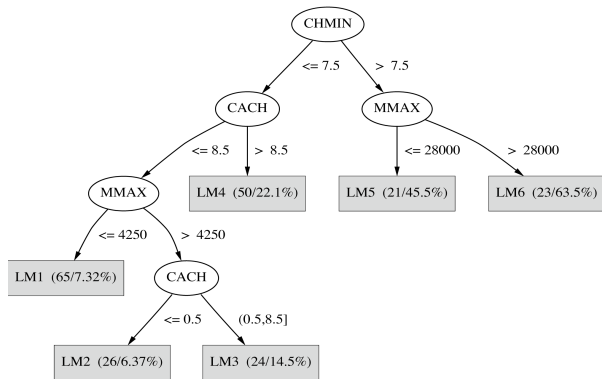 CHMIN
<= 7.5
> 7.5
CACH
MMAX
<= 8.5
> 8.5
<= 28000
> 28000
MMAX
LM4 (50/22.1%)
LM5 (21/45.5%)
LM6 (23/63.5%)
<= 4250
> 4250
LM1 (65/7.32%)
CACH
<= 0.5
(0.5,8.5]
LM2 (26/6.37%)
LM3 (24/14.5%)